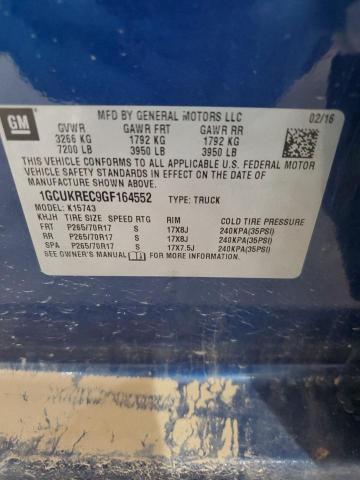 GM
MFD BY GENERAL MOTORS LLC 02/16
GVWR GAWR FRT GAWR RR
3266 KG 1792 KG 1792 KG
7200 LB 3950 LB 3950 LB
THIS VEHICLE CONFORMS TO ALL APPLICABLE U.S. FEDERAL MOTOR
VEHICLE SAFETY STANDARDS IN EFFECT ON THE DATE OF
MANUFACTURE SHOWN ABOVE.
1GCUKREC9GF164552 TYPE: TRUCK
MODEL: K15743
KHJH TIRE SIZE SPEED RTG RIM COLD TIRE PRESSURE
FRT P265/70R17 S 17X8J 240KPA(35PSI)
RR P265/70R17 S 17X8J 240KPA(35PSI)
SPA P265/70R17 S 17X7.5J 240KPA(35PSI)
SEE OWNER'S MANUAL FOR MORE INFORMATION.